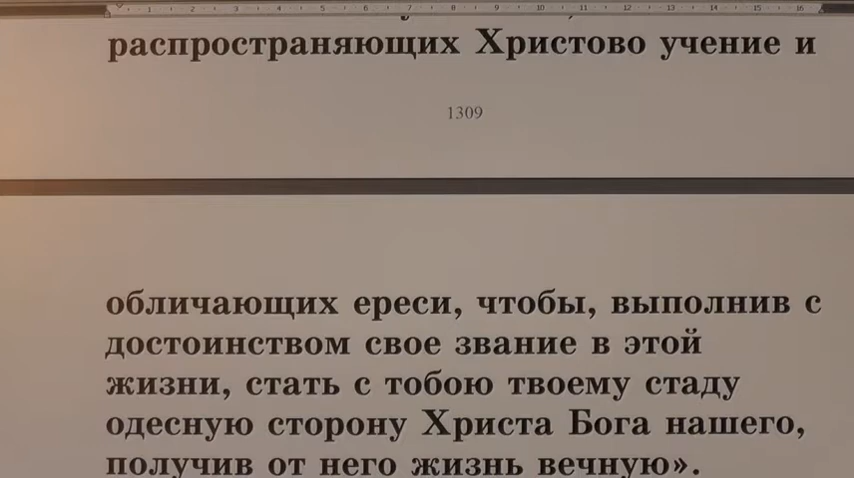 распространяющих Христово учение и
1309
обличающих ереси, чтобы, выполнив с
достоинством свое звание в этой
жизни, стать с тобою твоему стаду
одесную сторону Христа Бога нашего,
получив от него жизнь вечную».